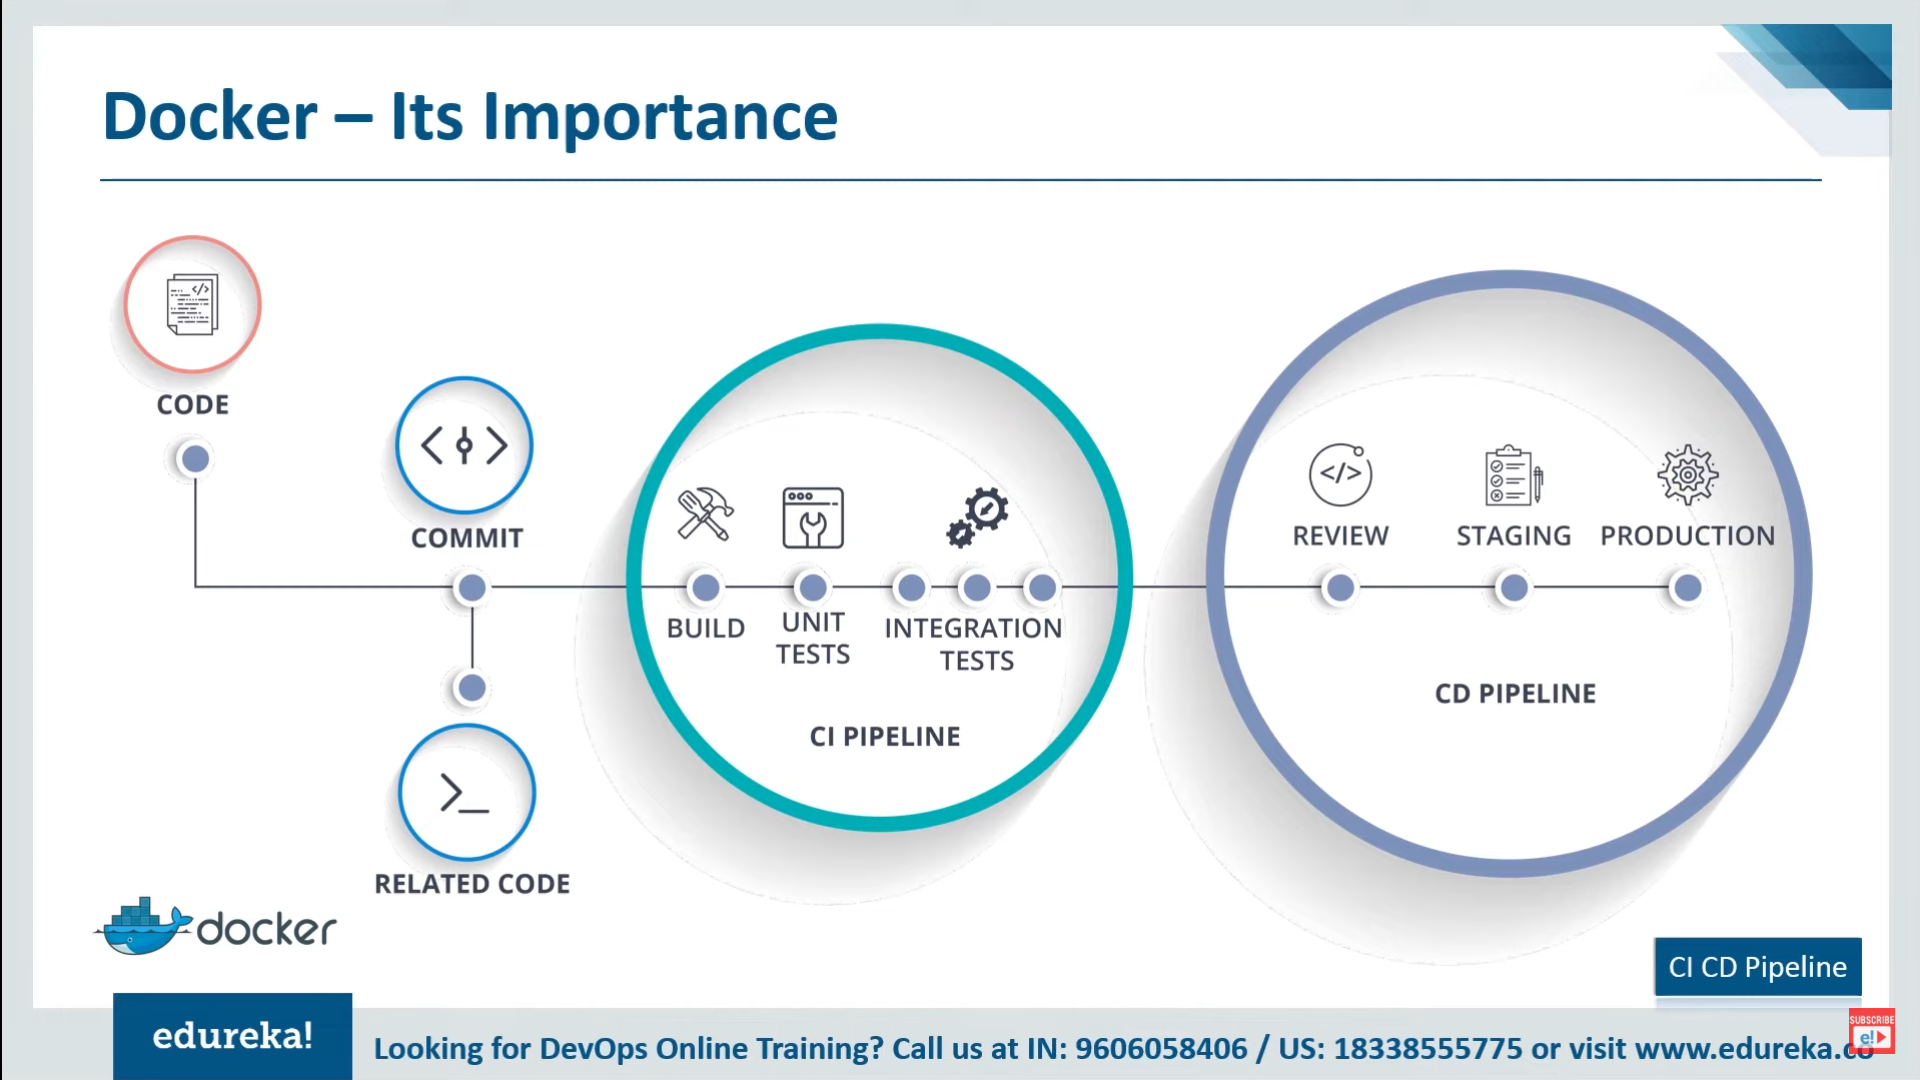 Docker – Its Importance
CODE
COMMIT
RELATED CODE
BUILD
UNIT
TESTS
INTEGRATION
TESTS
CI PIPELINE
REVIEW
STAGING
PRODUCTION
CD PIPELINE
docker
CI CD Pipeline
edureka!
Looking for DevOps Online Training? Call us at IN: 9606058406 / US: 18338555775 or visit www.edureka.co
SUBSCRIBE
e!